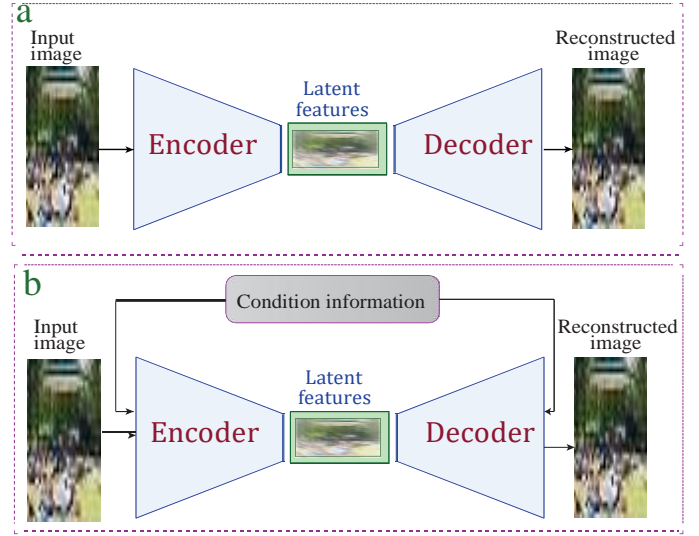 a
Input
image
Latent
features
Encoder
Decoder
Reconstructed
image
b
Condition information
Input
image
Latent
features
Encoder
Decoder
Reconstructed
image